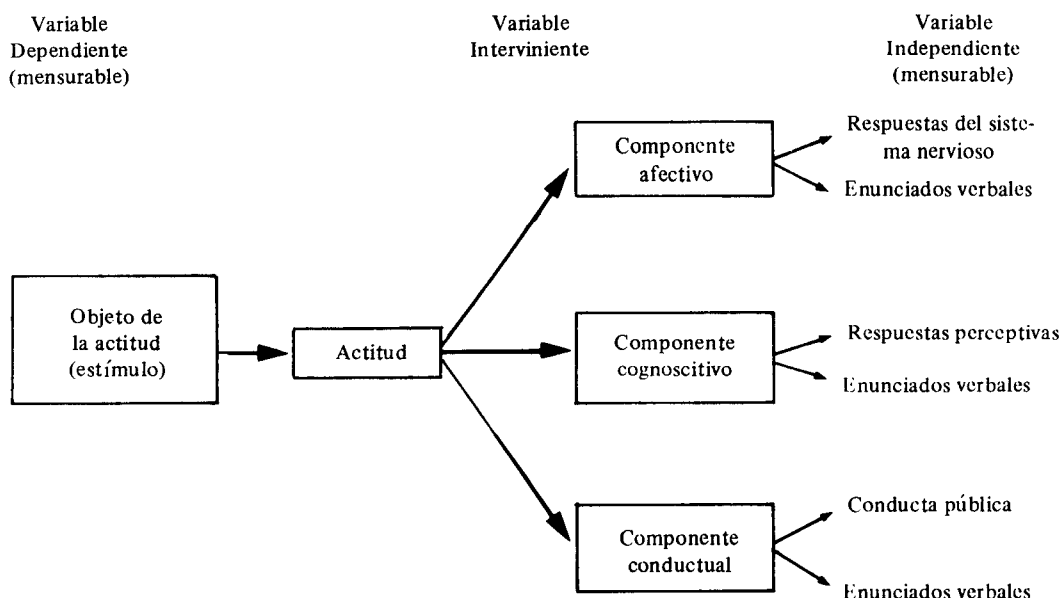 Variable
Dependiente
(mensurable)
Variable
Interviniente
Variable
Independiente
(mensurable)
Componente
afectivo
Respuestas del siste-
ma nervioso
Enunciados verbales
Objeto de
la actitud
(estímulo)
Actitud
Componente
cognoscitivo
Respuestas perceptivas
Enunciados verbales
Componente
conductual
Conducta pública
Enunciados verbales